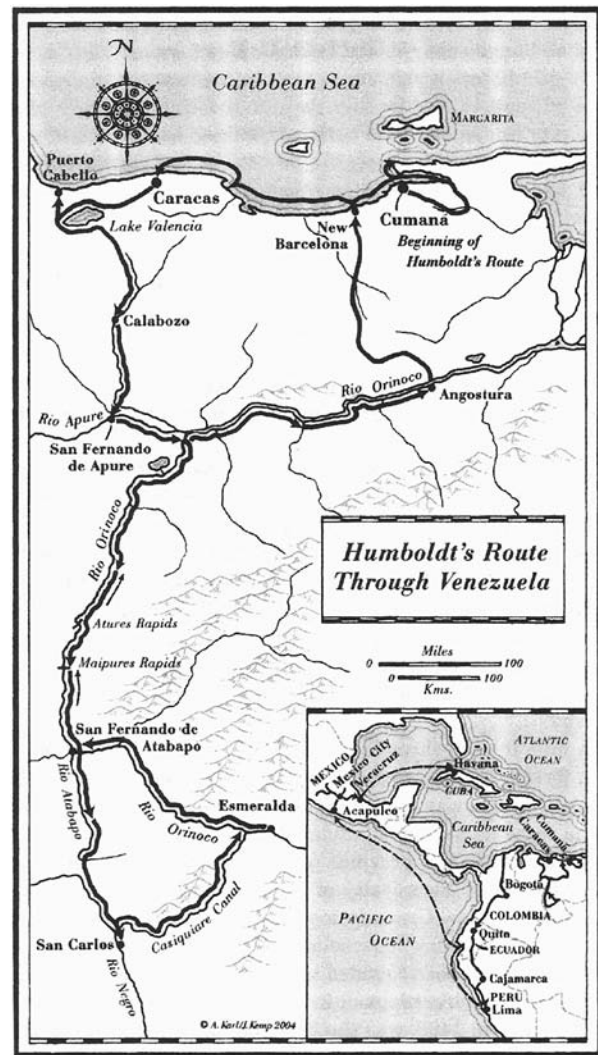 N
Caribbean Sea
MARGARITA
Puerto
Cabello
Caracas
Cumaná
Lake Valencia
New
Barcelona
Beginning of
Humboldt's Route
Calabozo
Rio Orinoco
Angostura
Rio Apure
San Fernando
de Apure
Rio Orinoco
Humboldt's Route
Through Venezuela
Atures Rapids
Miles
0 100
0 100
Kms.
Maipures Rapids
San Fernando de
Atabapo
Rio Atabapo
Rio
Orinoco
Esmeralda
Casiquiare Canal
San Carlos
Rio Negro
MEXICO
Mexico City
Veracruz
Acapulco
Havana
CUBA
ATLANTIC
OCEAN
Caribbean
Sea
Cumaná
Caracas
Bogotá
COLOMBIA
Quito
ECUADOR
PACIFIC
OCEAN
Cajamarca
PERU
Lima
© A. Karl/J. Kemp 2004